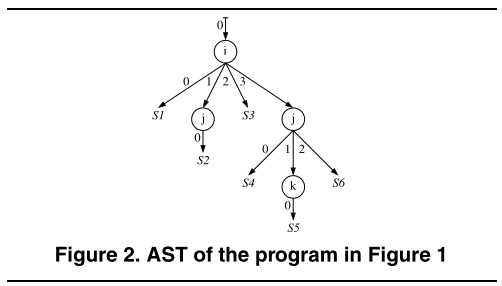 0
i
0 1 2 3
S1 j S3 j
0 0 1 2
S2 S4 k S6
0
S5
Figure 2. AST of the program in Figure 1